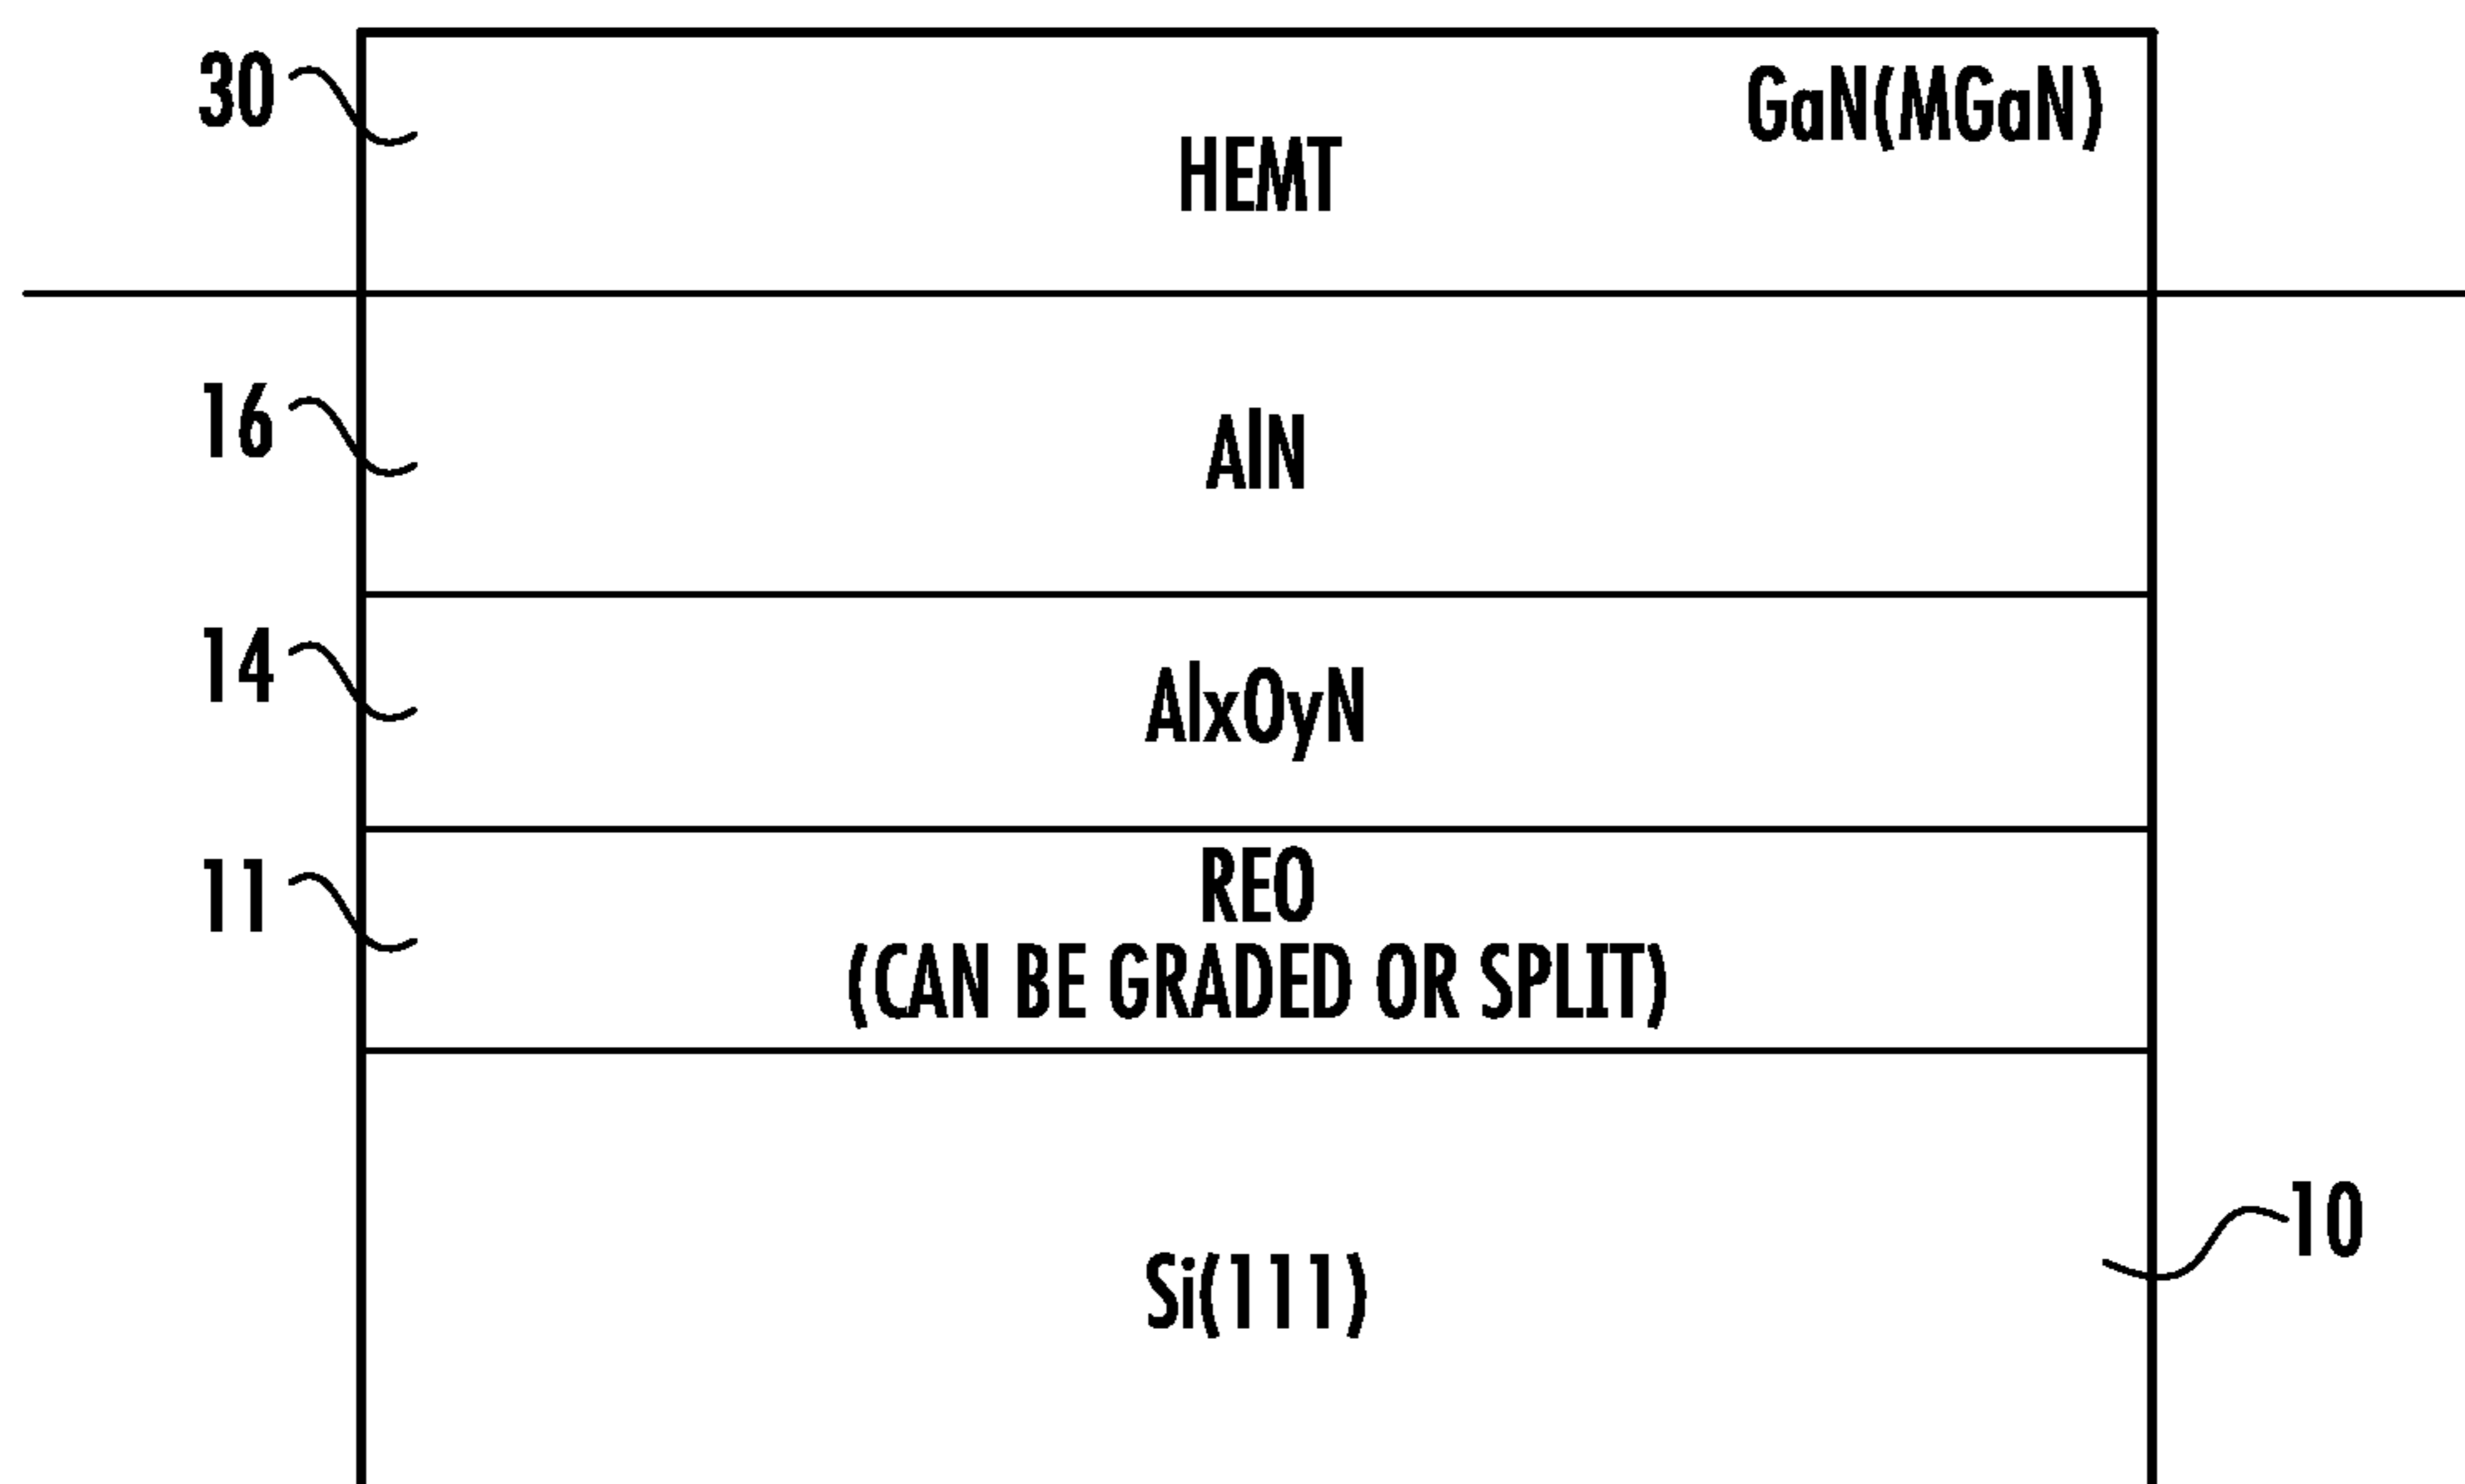 30
GaN(MGaN)
HEMT
16
AlN
14
AlxOyN
11
REO
(CAN BE GRADED OR SPLIT)
10
Si(111)